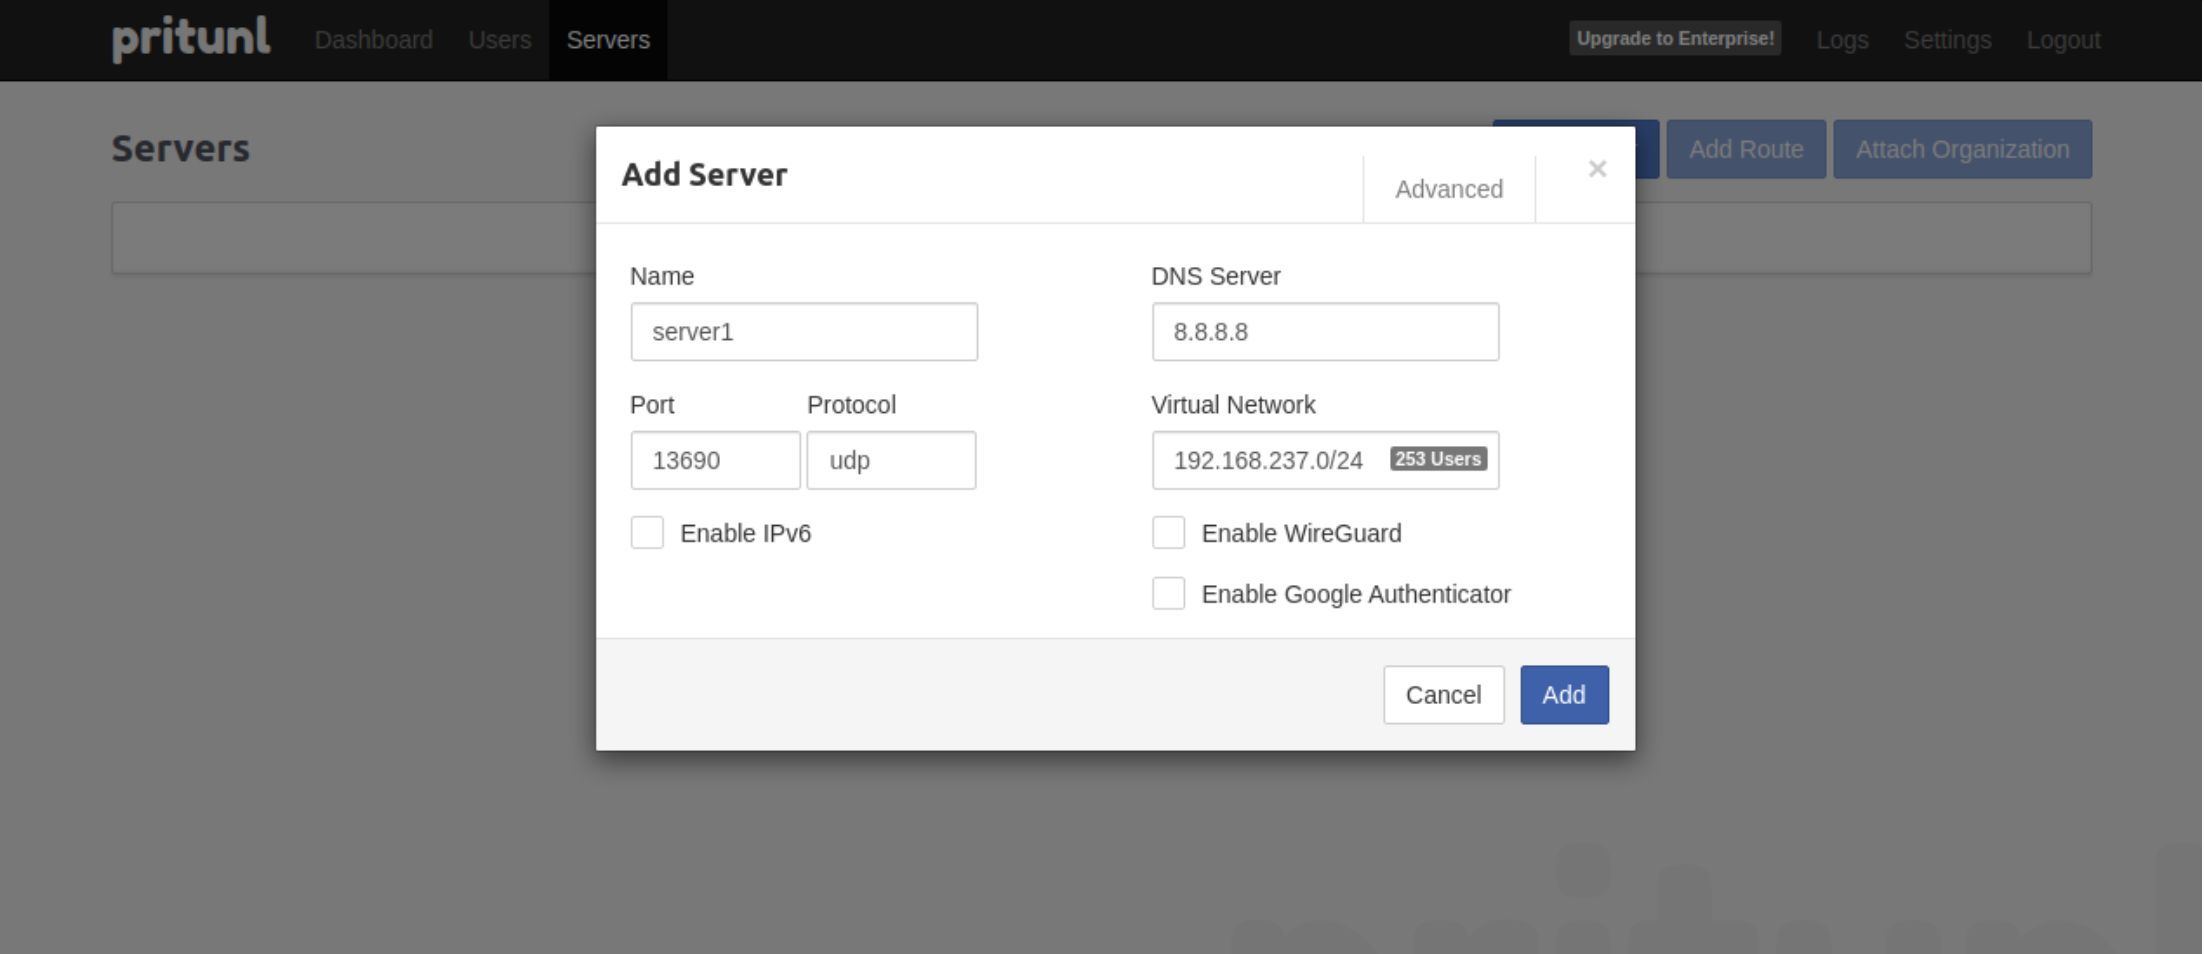 pritunl Dashboard Users Servers Upgrade to Enterprise! Logs Settings Logout
Servers
Add Route Attach Organization
Add Server
Advanced
×
Name
DNS Server
server1
8.8.8.8
Port Protocol
Virtual Network
13690 udp
192.168.237.0/24 253 Users
Enable IPv6
Enable WireGuard
Enable Google Authenticator
Cancel Add
pritunl